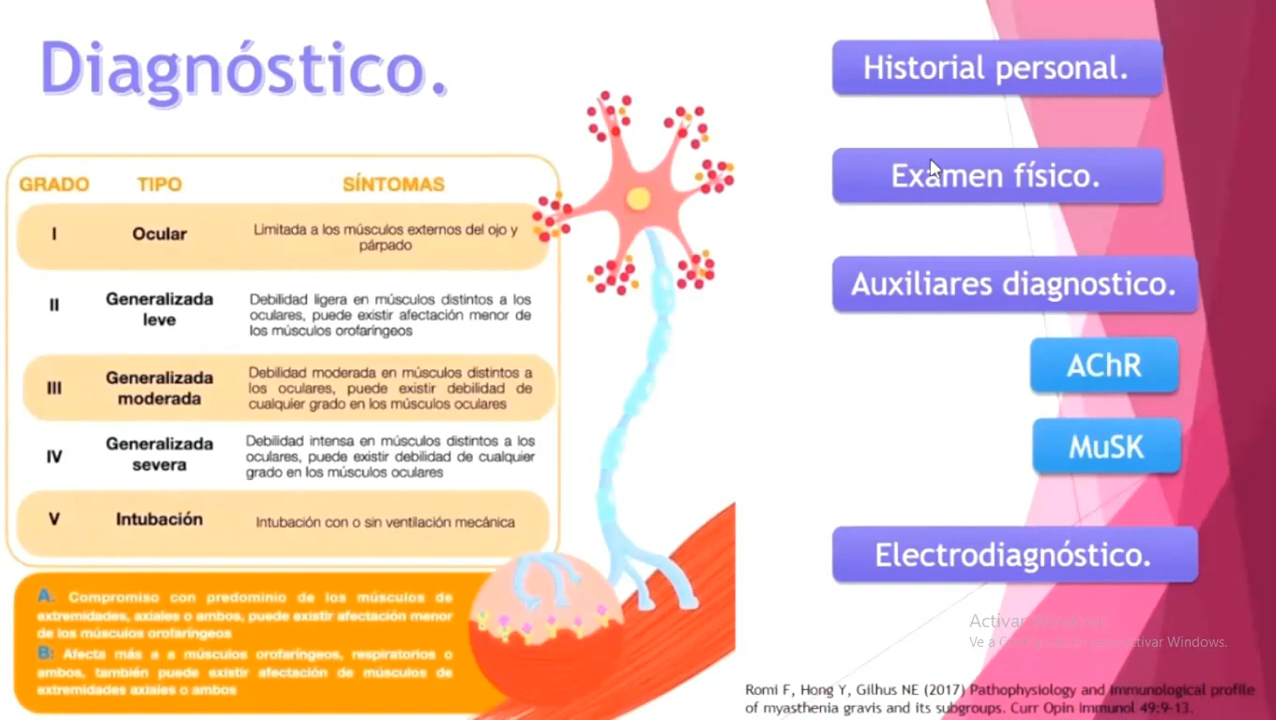 Diagnóstico.
GRADO TIPO SÍNTOMAS
I Ocular Limitada a los músculos externos del ojo y
párpado
II Generalizada
leve
Debilidad ligera en músculos distintos a los
oculares, puede existir afectación menor de
los músculos orofaríngeos
III Generalizada
moderada
Debilidad moderada en músculos distintos a
los oculares, puede existir debilidad de
cualquier grado en los músculos oculares
IV Generalizada
severa
Debilidad intensa en músculos distintos a los
oculares, puede existir debilidad de cualquier
grado en los músculos oculares
V Intubación Intubación con o sin ventilación mecánica
A: Compromiso con predominio de los músculos de
extremidades, axiales o ambos, puede existir afectación menor
de los músculos orofaríngeos
B: Afecta más a a músculos orofaríngeos, respiratorios o
ambos, también puede existir afectación de músculos de
extremidades axiales o ambos
Historial personal.
Examen físico.
Auxiliares diagnostico.
AChR
MuSK
Electrodiagnóstico.
Activar Windows
Ve a Configuración para activar Windows.
Romi F, Hong Y, Gilhus NE (2017) Pathophysiology and immunological profile
of myasthenia gravis and its subgroups. Curr Opin Immunol 49:9-13.